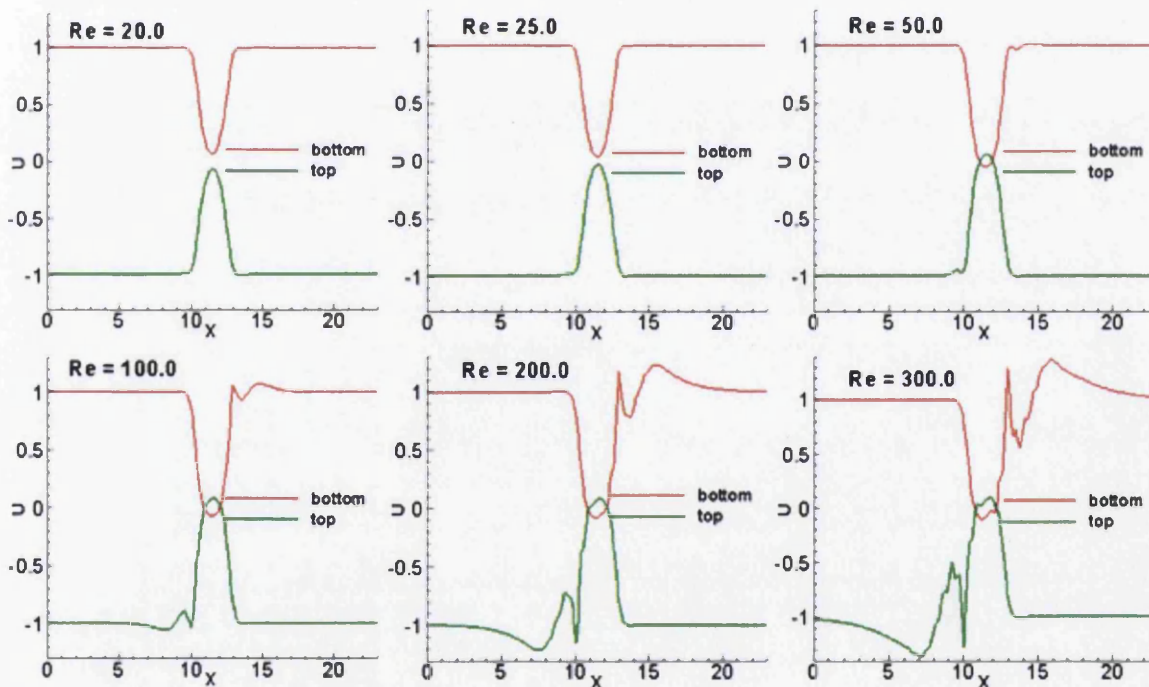 Re = 20.0
1
0.5
0
-0.5
-1
U
bottom
top
0 5 10 15 20
X
Re = 25.0
1
0.5
0
-0.5
-1
U
bottom
top
0 5 10 15 20
X
Re = 50.0
1
0.5
0
-0.5
-1
U
bottom
top
0 5 10 15 20
X
Re = 100.0
1
0.5
0
-0.5
-1
U
bottom
top
0 5 10 15 20
X
Re = 200.0
1
0.5
0
-0.5
-1
U
bottom
top
0 5 10 15 20
X
Re = 300.0
1
0.5
0
-0.5
-1
U
bottom
top
0 5 10 15 20
X